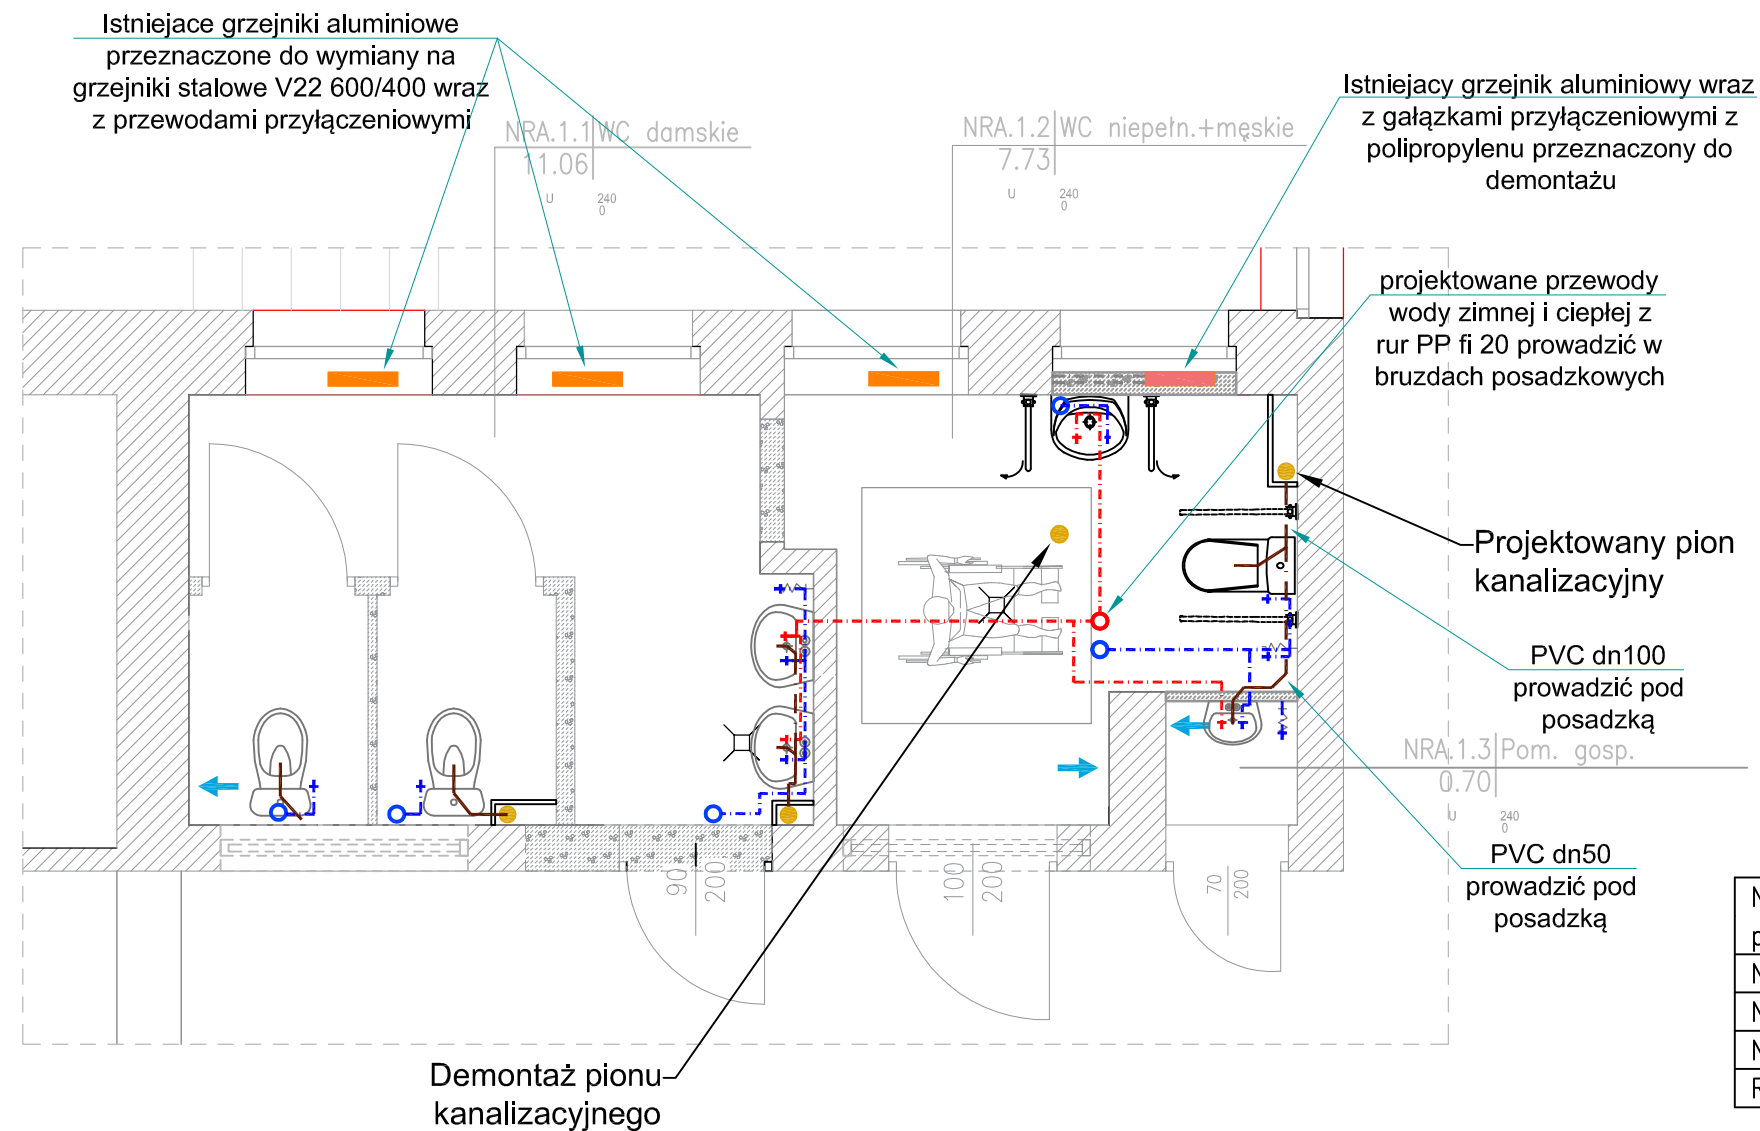 Istniejace grzejniki aluminiowe
przeznaczone do wymiany na
grzejniki stalowe V22 600/400 wraz
z przewodami przyłączeniowymi
NRA.1.1 WC damskie
11.06
U 240
0
NRA.1.2 WC niepełn.+męskie
7.73
U 240
0
Istniejacy grzejnik aluminiowy wraz
z gałązkami przyłączeniowymi z
polipropylenu przeznaczony do
demontażu
projektowane przewody
wody zimnej i ciepłej z
rur PP fi 20 prowadzić w
bruzdach posadzkowych
Projektowany pion
kanalizacyjny
PVC dn100
prowadzić pod
posadzką
NRA.1.3 Pom. gosp.
0.70
U 240
0
PVC dn50
prowadzić pod
posadzką
90
200
100
200
70
200
Demontaż pionu
kanalizacyjnego
N
p
N
N
N
R